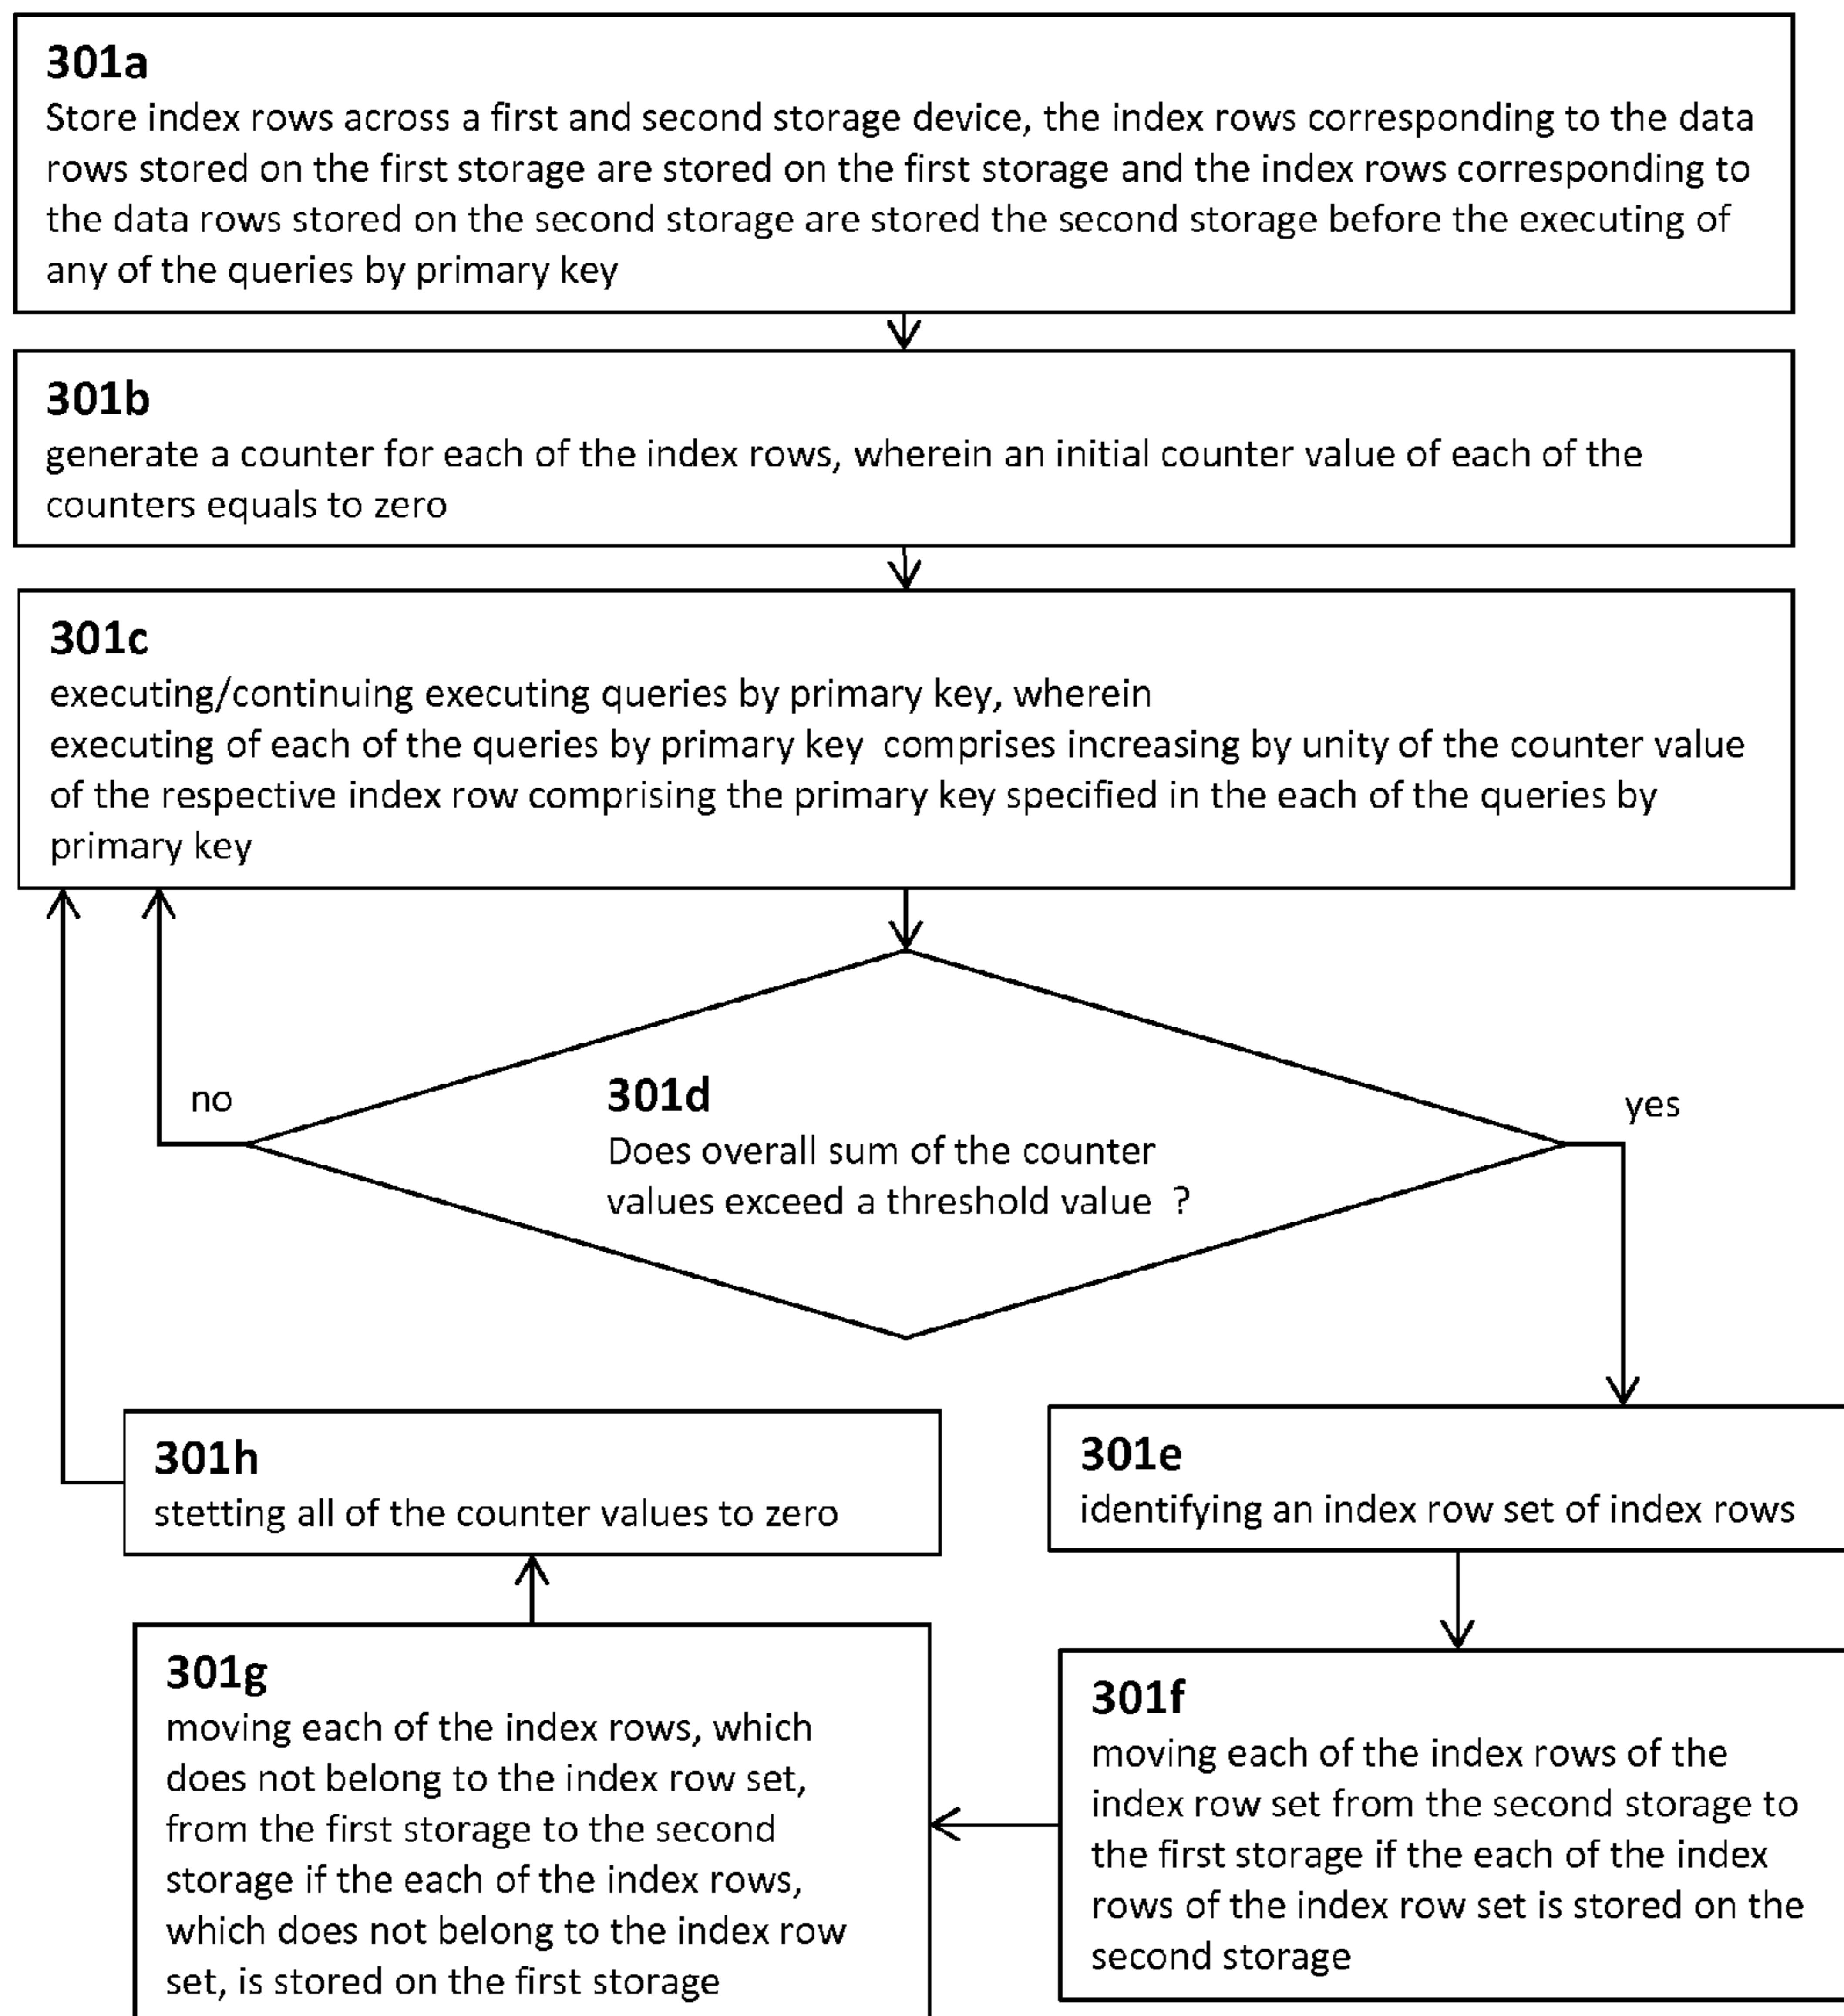 301a
Store index rows across a first and second storage device, the index rows corresponding to the data
rows stored on the first storage are stored on the first storage and the index rows corresponding to
the data rows stored on the second storage are stored the second storage before the executing of
any of the queries by primary key
301b
generate a counter for each of the index rows, wherein an initial counter value of each of the
counters equals to zero
301c
executing/continuing executing queries by primary key, wherein
executing of each of the queries by primary key comprises increasing by unity of the counter value
of the respective index row comprising the primary key specified in the each of the queries by
primary key
no
301d
Does overall sum of the counter
values exceed a threshold value ?
yes
301e
identifying an index row set of index rows
301f
moving each of the index rows of the
index row set from the second storage to
the first storage if the each of the index
rows of the index row set is stored on the
second storage
301g
moving each of the index rows, which
does not belong to the index row set,
from the first storage to the second
storage if the each of the index rows,
which does not belong to the index row
set, is stored on the first storage
301h
stetting all of the counter values to zero